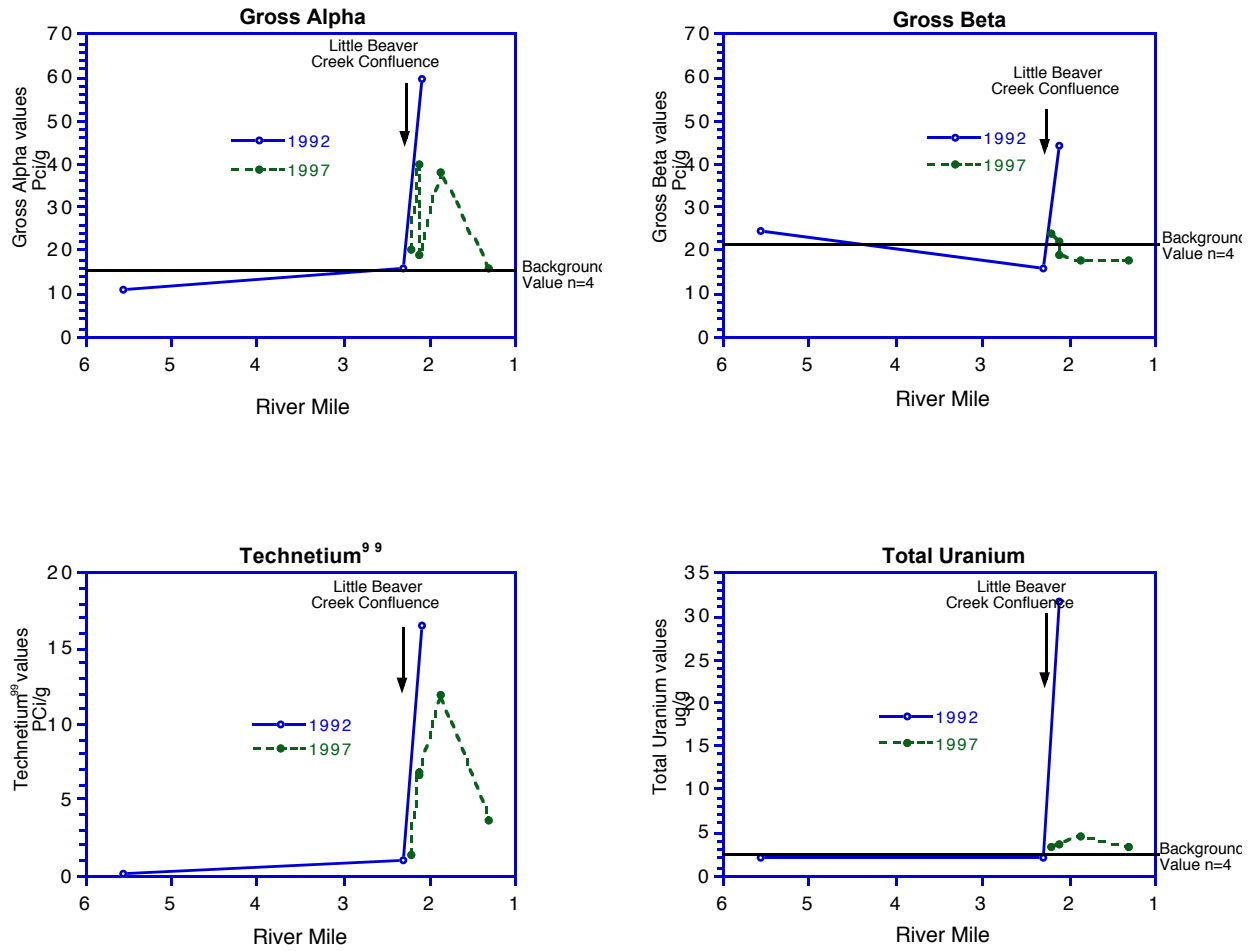 Gross Alpha
70
60
50
40
30
20
10
0
Gross Alpha values
Pci/g
Little Beaver
Creek Confluence
1992
1997
Background
Value n=4
6 5 4 3 2 1
River Mile
Gross Beta
70
60
50
40
30
20
10
0
Gross Beta values
Pci/g
Little Beaver
Creek Confluence
1992
1997
Background
Value n=4
6 5 4 3 2 1
River Mile
Technetium99
20
15
10
5
0
Technetium99 values
PCi/g
Little Beaver
Creek Confluence
1992
1997
6 5 4 3 2 1
River Mile
Total Uranium
35
30
25
20
15
10
5
0
Total Uranium values
ug/g
Little Beaver
Creek Confluence
1992
1997
Background
Value n=4
6 5 4 3 2 1
River Mile